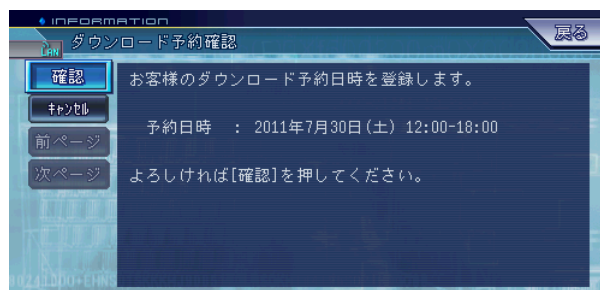 INFORMATION
LAN
ダウンロード予約確認
戻る
確認
キャンセル
前ページ
次ページ
お客様のダウンロード予約日時を登録します。
予約日時 : 2011年7月30日(土) 12:00-18:00
よろしければ[確認]を押してください。